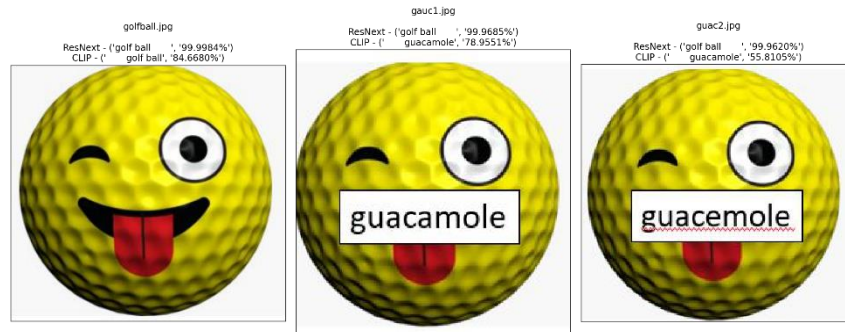 golfball.jpg
ResNext - ('golf ball      ', '99.9984%')
CLIP - ('      golf ball', '84.6680%')
gauc1.jpg
ResNext - ('golf ball      ', '99.9685%')
CLIP - ('      guacamole', '78.9551%')
guacamole
guac2.jpg
ResNext - ('golf ball      ', '99.9620%')
CLIP - ('      guacamole', '55.8105%')
guacemole